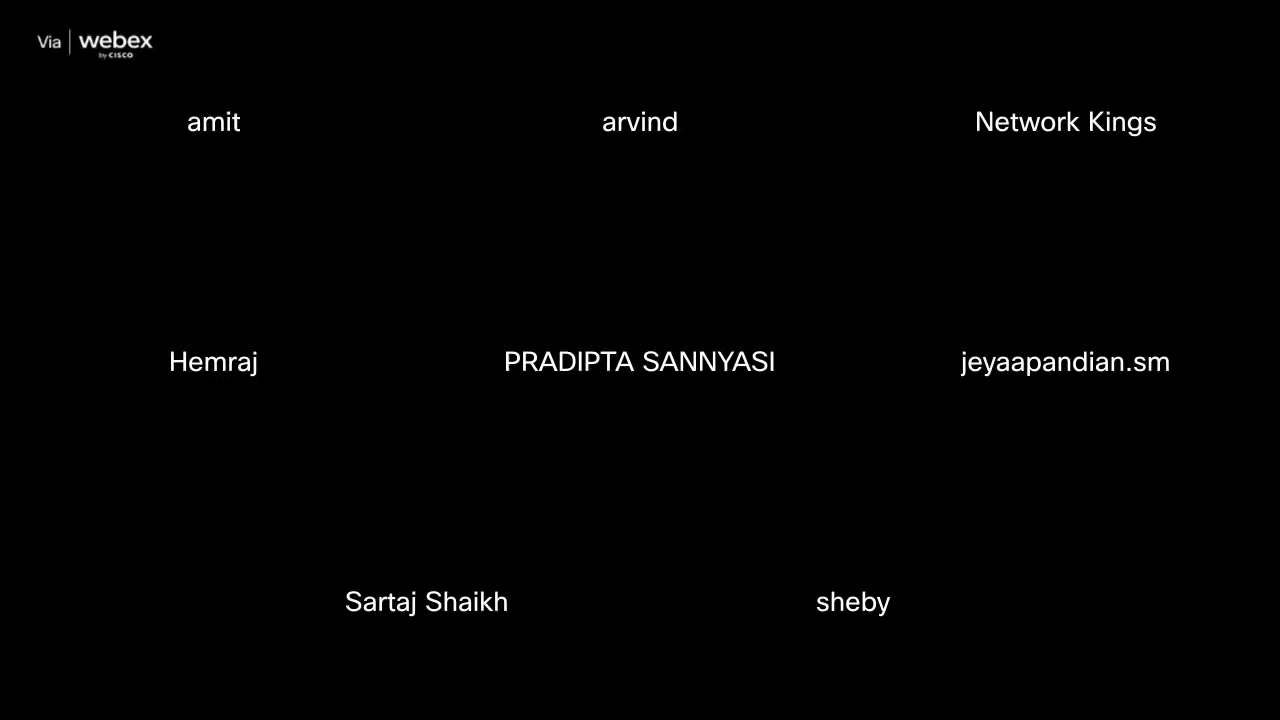 Via | webex
by CISCO
amit
arvind
Network Kings
Hemraj
PRADIPTA SANNYASI
jeyaapandian.sm
Sartaj Shaikh
sheby